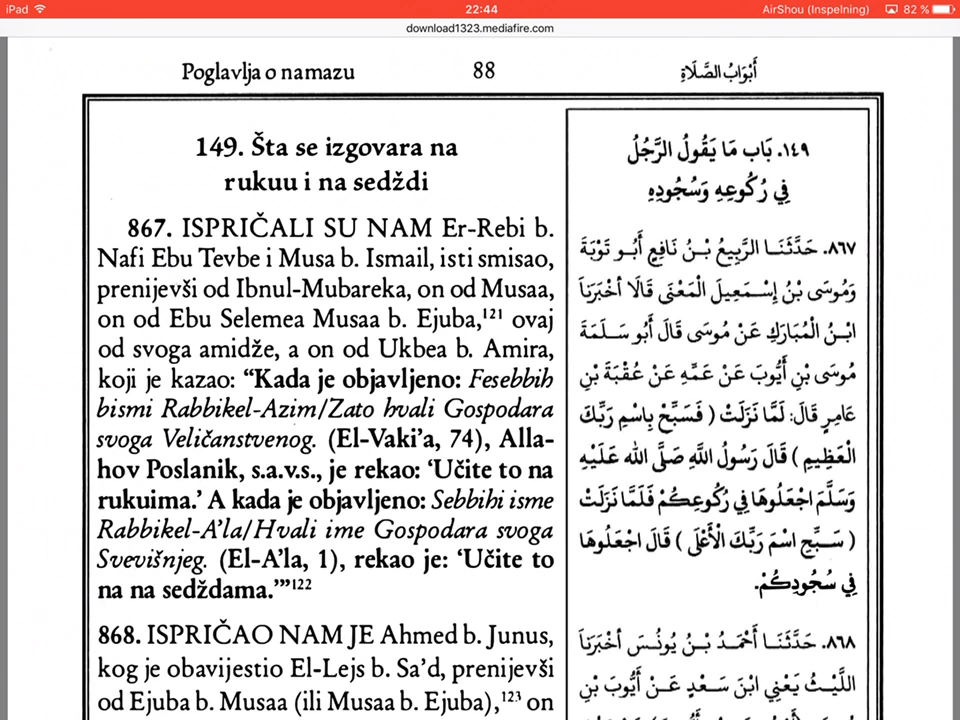 iPad 22:44 AirShou (Inspelning) 82 %
download1323.mediafire.com
Poglavlja o namazu 88 أَبْوَابُ الصَّلَاةِ
149. Šta se izgovara na
rukuu i na sedždi
867. ISPRIČALI SU NAM Er-Rebi b.
Nafi Ebu Tevbe i Musa b. Ismail, isti smisao,
prenijevši od Ibnul-Mubareka, on od Musaa,
on od Ebu Selemea Musaa b. Ejuba,¹²¹ ovaj
od svoga amidže, a on od Ukbea b. Amira,
koji je kazao: “Kada je objavljeno: Fesebbih
bismi Rabbikel-Azim/Zato hvali Gospodara
svoga Veličanstvenog. (El-Vaki’a, 74), Alla-
hov Poslanik, s.a.v.s., je rekao: ‘Učite to na
rukuima.’ A kada je objavljeno: Sebbihi isme
Rabbikel-A’la/Hvali ime Gospodara svoga
Svevišnjeg. (El-A’la, 1), rekao je: ‘Učite to
na na sedždama.’”¹²²
868. ISPRIČAO NAM JE Ahmed b. Junus,
kog je obavijestio El-Lejs b. Sa’d, prenijevši
od Ejuba b. Musaa (ili Musaa b. Ejuba),¹²³ on
١٤٩. بَاب مَا يَقُولُ الرَّجُلُ
فِي رُكُوعِهِ وَسُجُودِهِ
٨٦٧. حَدَّثَنَا الرَّبِيعُ بْنُ نَافِعٍ أَبُو تَوْبَةَ
وَمُوسَى بْنُ إِسْمَعِيلَ الْمَعْنَى قَالَا أَخْبَرَنَا
ابْنُ الْمُبَارَكِ عَنْ مُوسَى قَالَ أَبُو سَلَمَةَ
مُوسَى بْنِ أَيُّوبَ عَنْ عَمِّهِ عَنْ عُقْبَةَ بْنِ
عَامِرٍ قَالَ: لَمَّا نَزَلَتْ ( فَسَبِّحْ بِاسْمِ رَبِّكَ
الْعَظِيمِ ) قَالَ رَسُولُ اللَّهِ صَلَّى الله عَلَيْهِ
وَسَلَّمَ اجْعَلُوهَا فِي رُكُوعِكُمْ فَلَمَّا نَزَلَتْ
( سَبِّحِ اسْمَ رَبِّكَ الْأَعْلَى ) قَالَ اجْعَلُوهَا
فِي سُجُودِكُمْ.
٨٦٨. حَدَّثَنَا أَحْمَدُ بْنُ يُونُسَ أَخْبَرَنَا
اللَّيْثُ يَعْنِي ابْنَ سَعْدٍ عَنْ أَيُّوبَ بْنِ